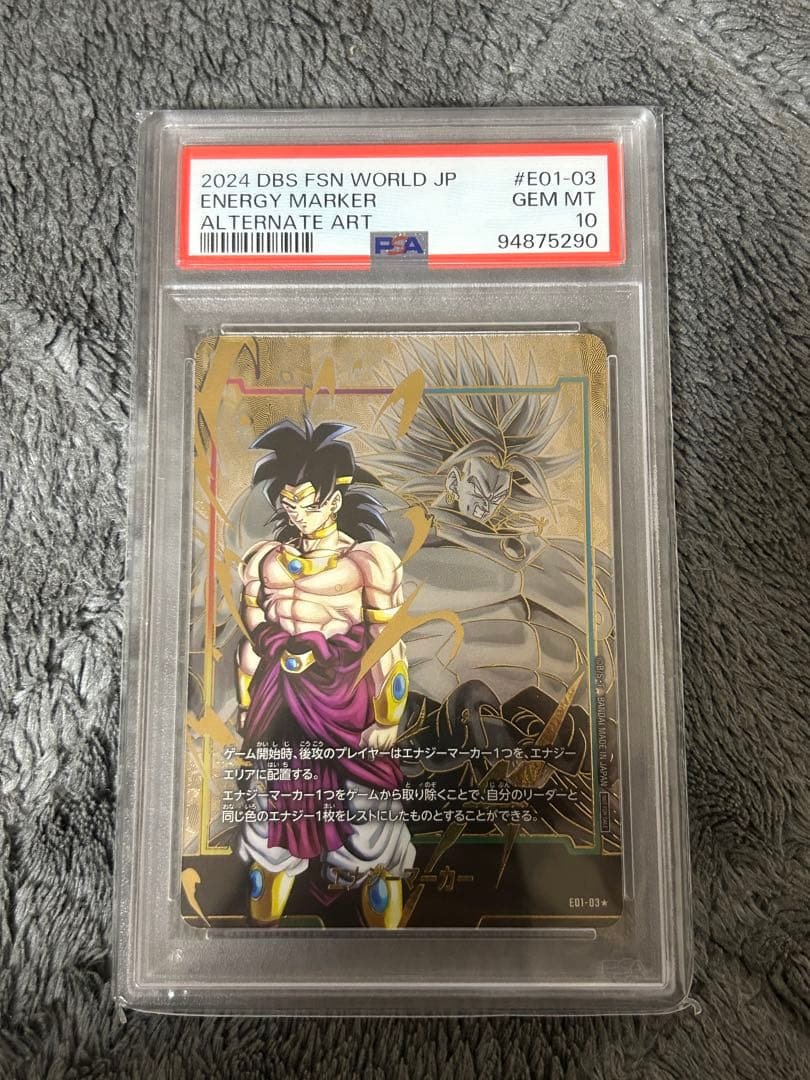 2024 DBS FSN WORLD JP #E01-03
ENERGY MARKER GEM MT
ALTERNATE ART 10
PSA 94875290
ゲーム開始時、後攻のプレイヤーはエナジーマーカー1つを、エナジー
エリアに配置する。
エナジーマーカー1つをゲームから取り除くことで、自分のリーダーと
同じ色のエナジー1枚をレストにしたものとすることができる。
エナジーマーカー
E01-03★
BANDAI MADE IN JAPAN
PSA